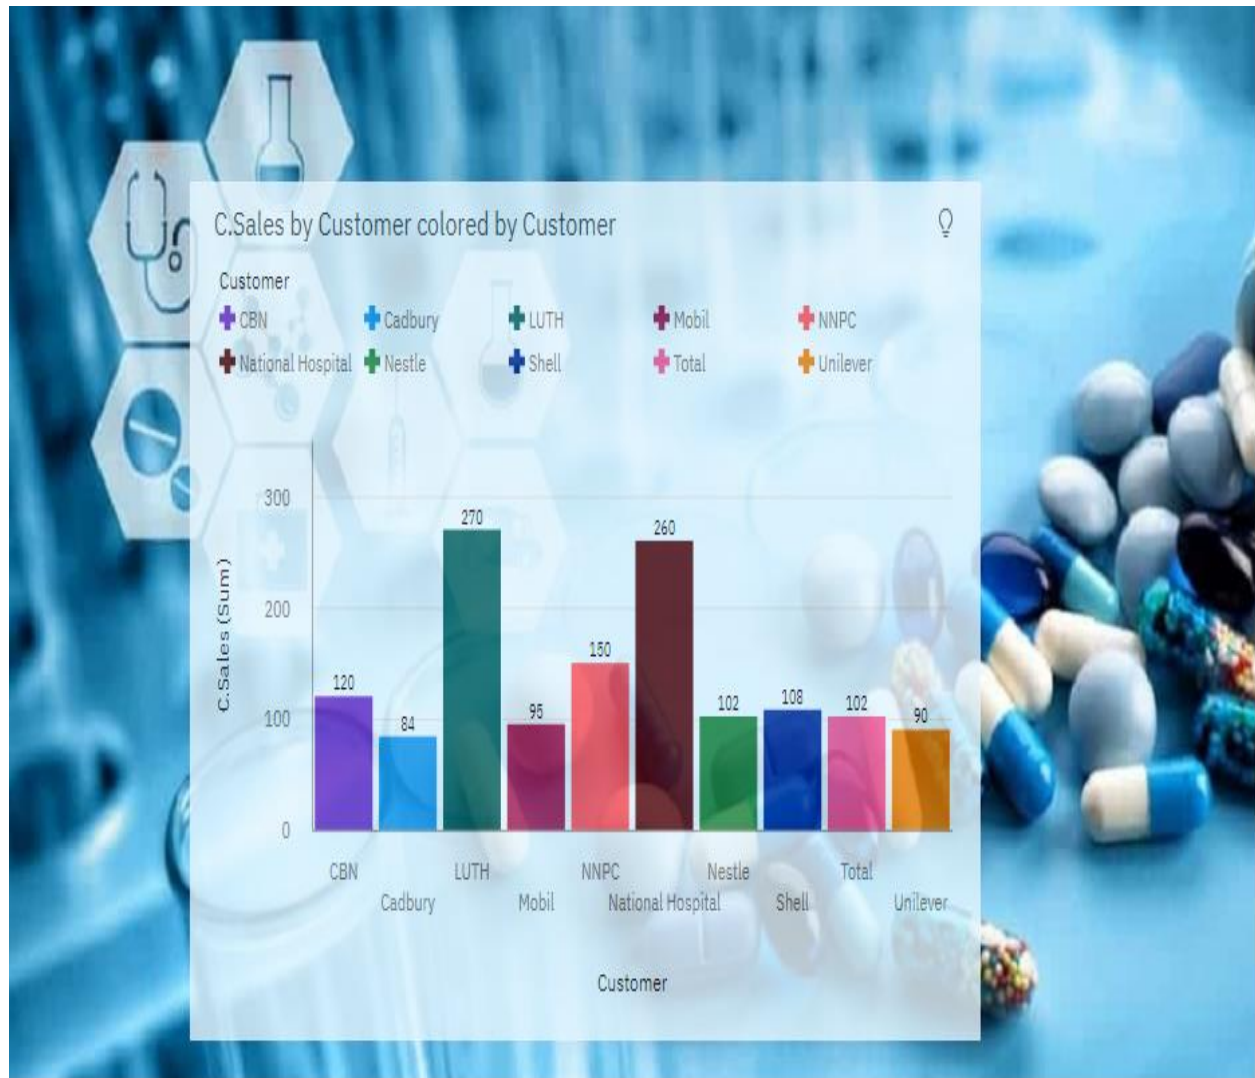 C.Sales by Customer colored by Customer
Customer
CBN Cadbury LUTH Mobil NNPC
National Hospital Nestle Shell Total Unilever
300
270
260
C.Sales (Sum)
200
150
120
108
102 102
100
95
90
84
0
CBN LUTH NNPC Nestle Total
Cadbury Mobil National Hospital Shell Unilever
Customer